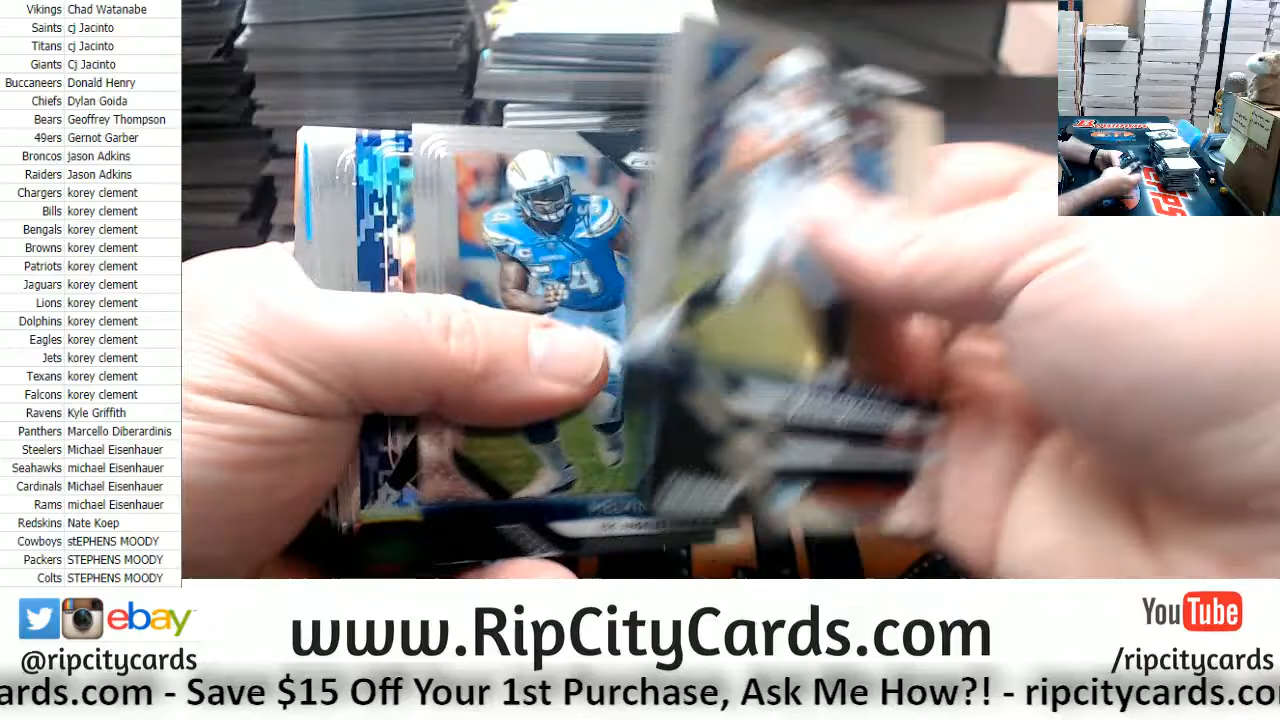 Vikings Chad Watanabe
Saints cj Jacinto
Titans cj Jacinto
Giants Cj Jacinto
Buccaneers Donald Henry
Chiefs Dylan Goida
Bears Geoffrey Thompson
49ers Gernot Garber
Broncos jason Adkins
Raiders Jason Adkins
Chargers korey clement
Bills korey clement
Bengals korey clement
Browns korey clement
Patriots korey clement
Jaguars korey clement
Lions korey clement
Dolphins korey clement
Eagles korey clement
Jets korey clement
Texans korey clement
Falcons korey clement
Ravens Kyle Griffith
Panthers Marcello Diberardinis
Steelers Michael Eisenhauer
Seahawks michael Eisenhauer
Cardinals Michael Eisenhauer
Rams michael Eisenhauer
Redskins Nate Koep
Cowboys stEPHENS MOODY
Packers STEPHENS MOODY
Colts STEPHENS MOODY
54
ebay
@ripcitycards
www.RipCityCards.com
YouTube
/ripcitycards
cards.com - Save $15 Off Your 1st Purchase, Ask Me How?! - ripcitycards.co